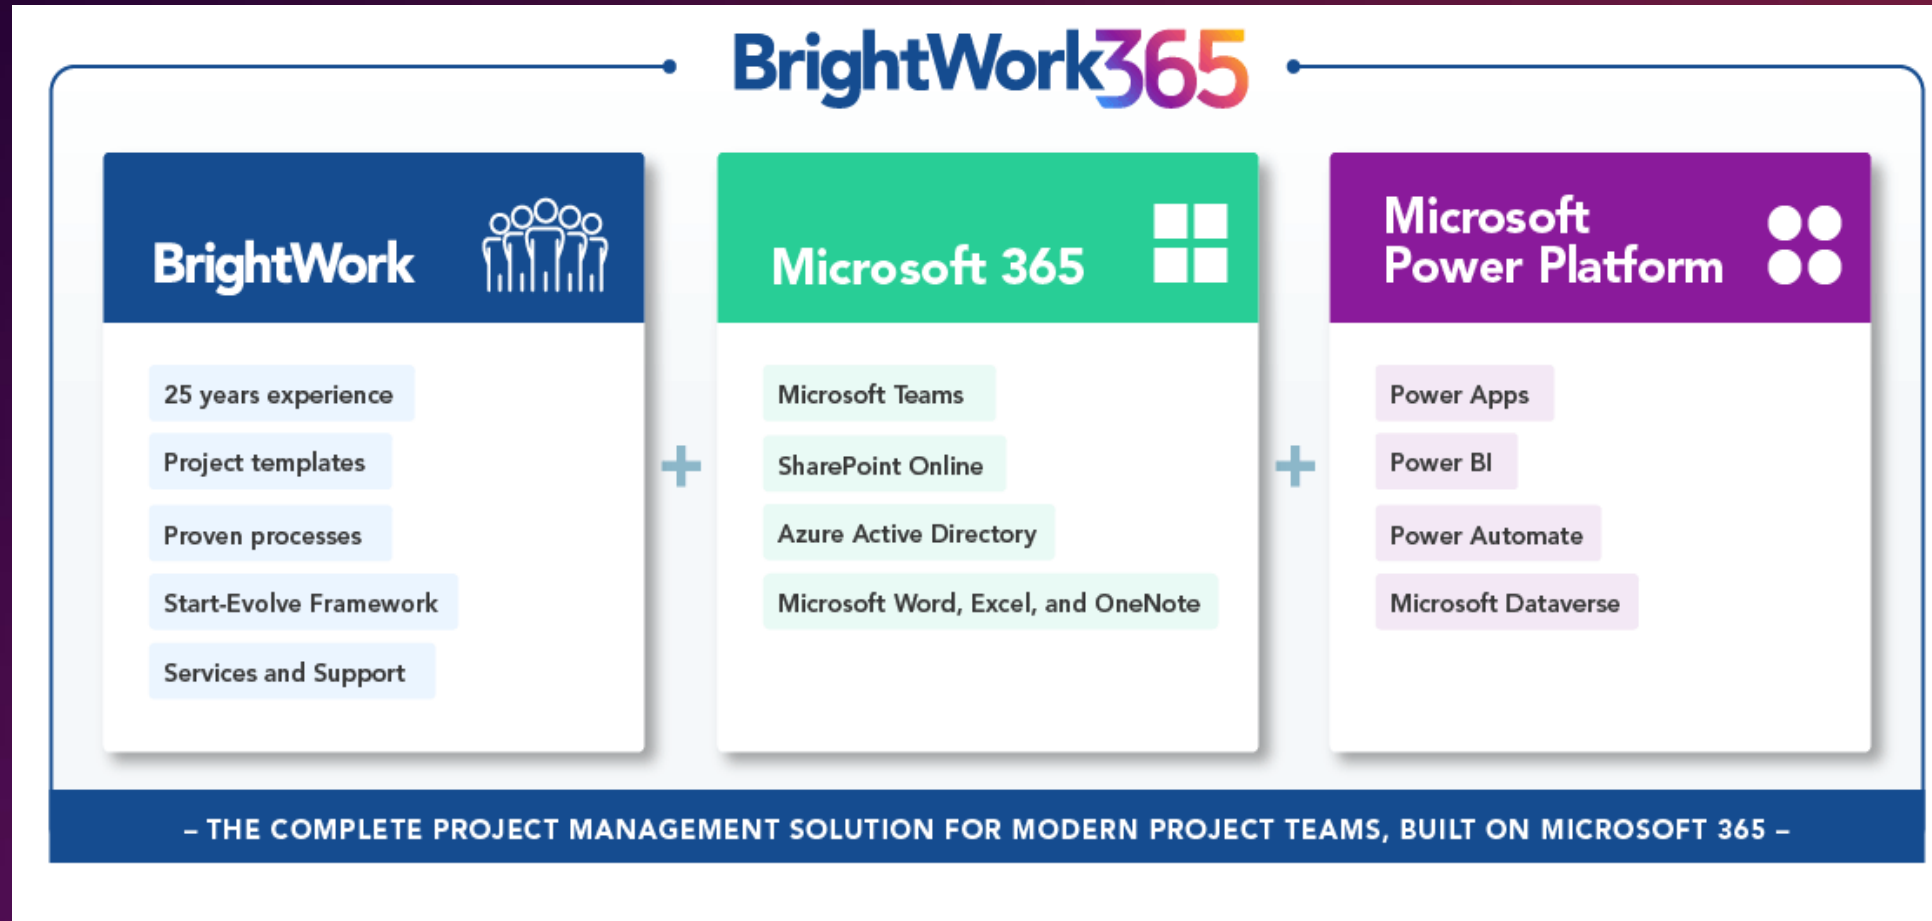 BrightWork365
BrightWork
25 years experience
Project templates
Proven processes
Start-Evolve Framework
Services and Support
+
Microsoft 365
Microsoft Teams
SharePoint Online
Azure Active Directory
Microsoft Word, Excel, and OneNote
+
Microsoft
Power Platform
Power Apps
Power BI
Power Automate
Microsoft Dataverse
– THE COMPLETE PROJECT MANAGEMENT SOLUTION FOR MODERN PROJECT TEAMS, BUILT ON MICROSOFT 365 –